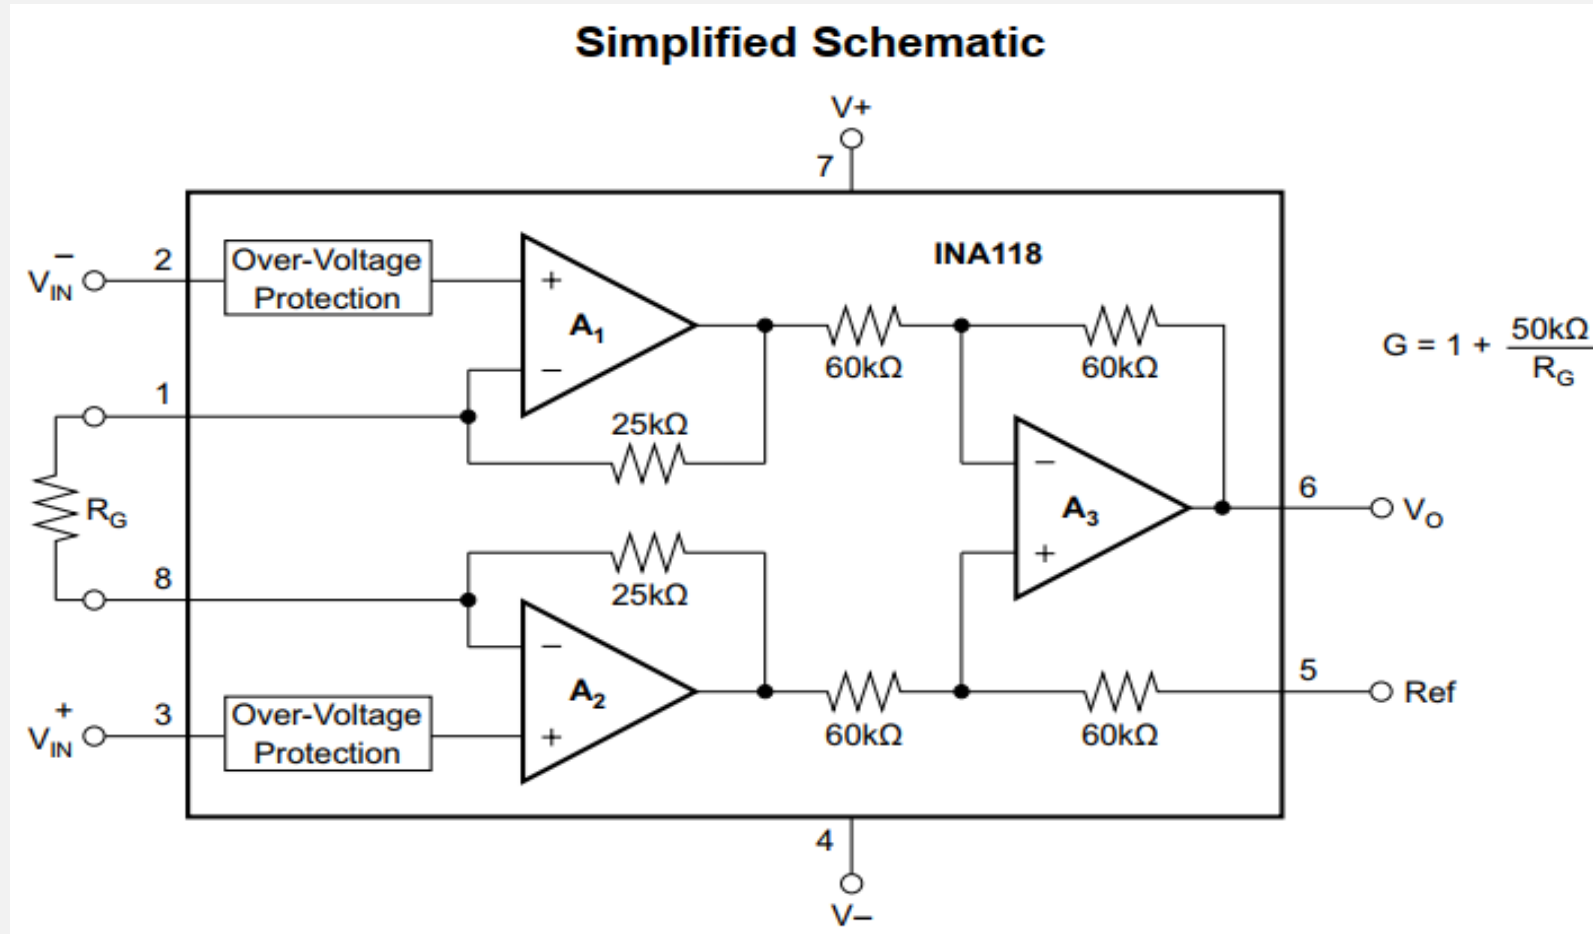 Simplified Schematic
V+
7
INA118
V–IN
2
Over-Voltage
Protection
+
A1
–
60kΩ
60kΩ
G = 1 + 50kΩ
RG
1
25kΩ
RG
–
A3
+
6
VO
8
25kΩ
–
A2
+
V+IN
3
Over-Voltage
Protection
60kΩ
60kΩ
5
Ref
4
V–